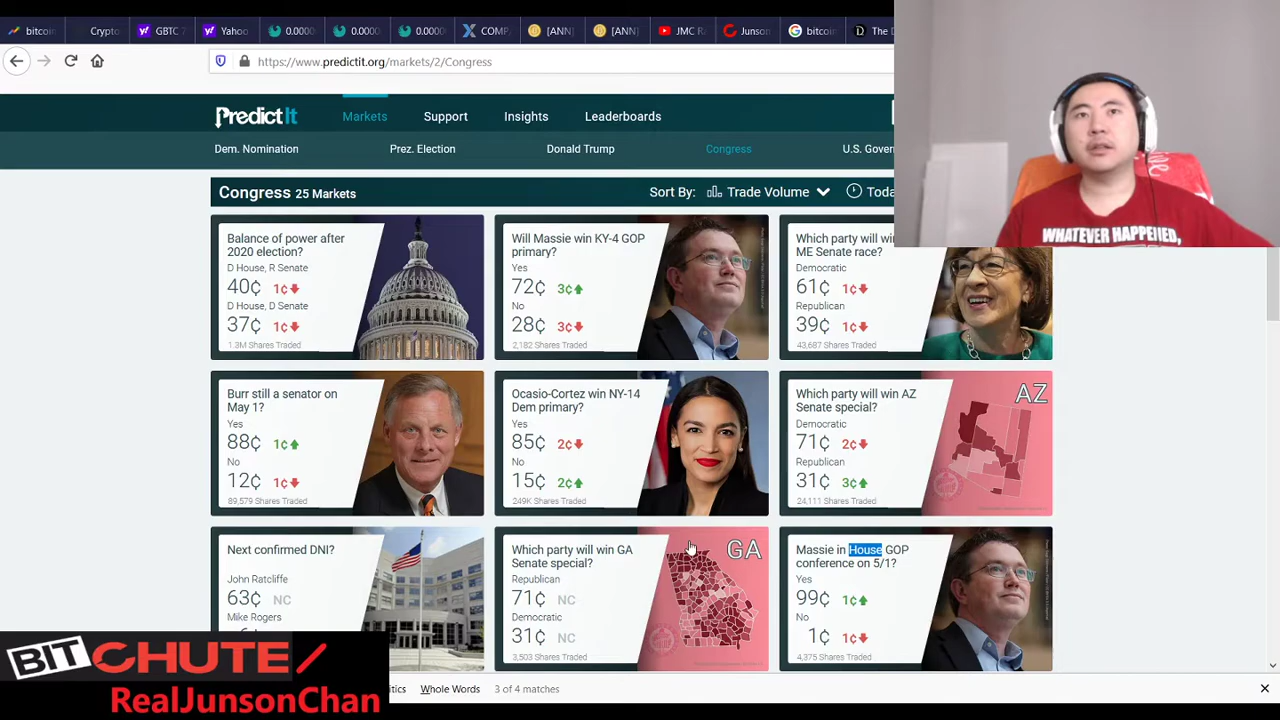 bitcoin
Crypto
GBTC
Yahoo
0.0000
0.0000
0.0000
COMP
[ANN]
[ANN]
JMC R
Junson
bitcoi
The D
https://www.predictit.org/markets/2/Congress
PredictIt
Markets
Support
Insights
Leaderboards
Dem. Nomination
Prez. Election
Donald Trump
Congress
U.S. Gover
Congress 25 Markets
Sort By:
Trade Volume
Toda
WHATEVER HAPPENED,
Balance of power after
2020 election?
D House, R Senate
40¢ 1¢
D House, D Senate
37¢ 1¢
1.3M Shares Traded
Will Massie win KY-4 GOP
primary?
Yes
72¢ 3¢
No
28¢ 3¢
2,182 Shares Traded
Which party will win
ME Senate race?
Democratic
61¢ 1¢
Republican
39¢ 1¢
43,687 Shares Traded
Burr still a senator on
May 1?
Yes
88¢ 1¢
No
12¢ 1¢
89,579 Shares Traded
Ocasio-Cortez win NY-14
Dem primary?
Yes
85¢ 2¢
No
15¢ 2¢
249K Shares Traded
Which party will win AZ
Senate special?
Democratic
71¢ 2¢
Republican
31¢ 3¢
24,111 Shares Traded
AZ
Next confirmed DNI?
John Ratcliffe
63¢ NC
Mike Rogers
Which party will win GA
Senate special?
Republican
71¢ NC
Democratic
31¢ NC
3,503 Shares Traded
GA
Massie in House GOP
conference on 5/1?
Yes
99¢ 1¢
No
1¢ 1¢
4,375 Shares Traded
BITCHUTE/
RealJunsonChan
itics
Whole Words
3 of 4 matches